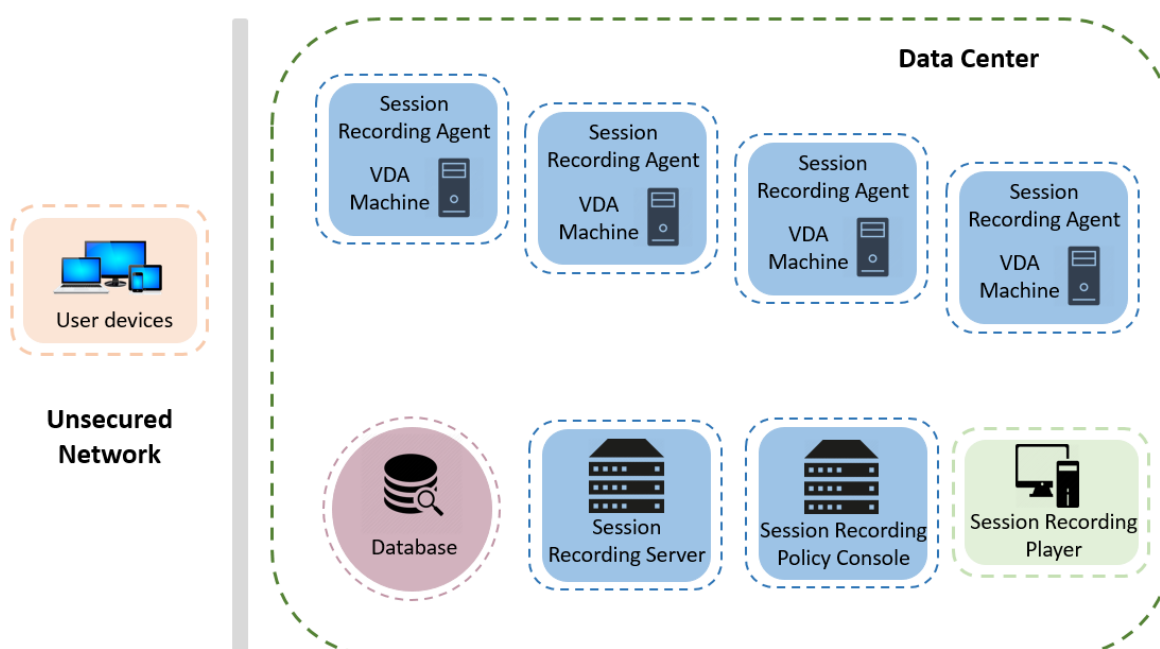 Data Center
Session
Recording Agent
VDA
Machine
Session
Recording Agent
VDA
Machine
Session
Recording Agent
VDA
Machine
Session
Recording Agent
VDA
Machine
User devices
Unsecured
Network
Database
Session
Recording Server
Session Recording
Policy Console
Session Recording
Player